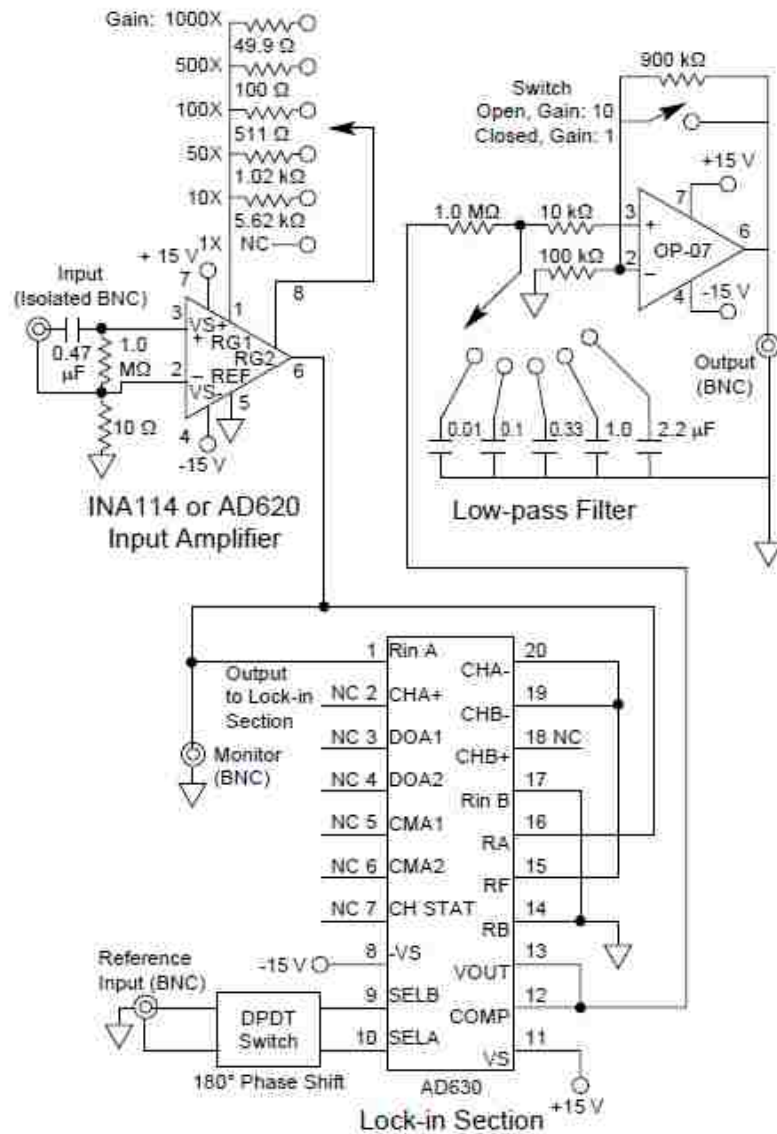 Gain: 1000X
49.9 Ω
500X
100 Ω
100X
511 Ω
50X
1.02 kΩ
10X
5.62 kΩ
1X NC
+ 15 V
7
Input
(Isolated BNC)
3
VS+
+ RG1
1
8
RG2
6
0.47
μF
1.0
MΩ
2
– REF
VS-
5
10 Ω
4
-15 V
INA114 or AD620
Input Amplifier
900 kΩ
Switch
Open, Gain: 10
Closed, Gain: 1
+15 V
7
1.0 MΩ
10 kΩ
3
+
6
OP-07
100 kΩ
2
–
4
-15 V
Output
(BNC)
0.01
0.1
0.33
1.0
2.2 μF
Low-pass Filter
1 Rin A
20
CHA-
Output
to Lock-in
Section
NC 2 CHA+
19
CHB-
NC 3 DOA1
18 NC
CHB+
Monitor
(BNC)
NC 4 DOA2
17
Rin B
NC 5 CMA1
16
RA
NC 6 CMA2
15
RF
NC 7 CH STAT
14
RB
-15 V
8 -VS
13
VOUT
Reference
Input (BNC)
9 SELB
12
COMP
DPDT
Switch
10 SELA
11
VS
180° Phase Shift
AD630
+15 V
Lock-in Section